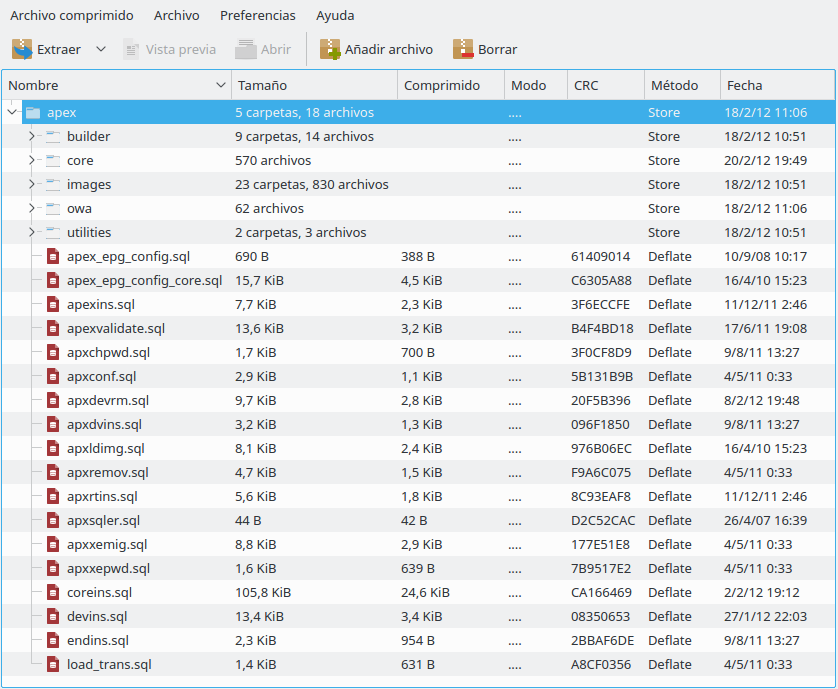 Archivo comprimido Archivo Preferencias Ayuda
Extraer Vista previa Abrir Añadir archivo Borrar
Nombre Tamaño Comprimido Modo CRC Método Fecha
apex 5 carpetas, 18 archivos .... Store 18/2/12 11:06
builder 9 carpetas, 14 archivos .... Store 18/2/12 10:51
core 570 archivos .... Store 20/2/12 19:49
images 23 carpetas, 830 archivos .... Store 18/2/12 10:51
owa 62 archivos .... Store 18/2/12 11:06
utilities 2 carpetas, 3 archivos .... Store 18/2/12 10:51
apex_epg_config.sql 690 B 388 B .... 61409014 Deflate 10/9/08 10:17
apex_epg_config_core.sql 15,7 KiB 4,5 KiB .... C6305A88 Deflate 16/4/10 15:23
apexins.sql 7,7 KiB 2,3 KiB .... 3F6ECCFE Deflate 11/12/11 2:46
apexvalidate.sql 13,6 KiB 3,2 KiB .... B4F4BD18 Deflate 17/6/11 19:08
apxchpwd.sql 1,7 KiB 700 B .... 3F0CF8D9 Deflate 9/8/11 13:27
apxconf.sql 2,9 KiB 1,1 KiB .... 5B131B9B Deflate 4/5/11 0:33
apxdevrm.sql 9,7 KiB 2,8 KiB .... 20F5B396 Deflate 8/2/12 19:48
apxdvins.sql 3,2 KiB 1,3 KiB .... 096F1850 Deflate 9/8/11 13:27
apxldimg.sql 8,1 KiB 2,4 KiB .... 976B06EC Deflate 16/4/10 15:23
apxremov.sql 4,7 KiB 1,5 KiB .... F9A6C075 Deflate 4/5/11 0:33
apxrtins.sql 5,6 KiB 1,8 KiB .... 8C93EAF8 Deflate 11/12/11 2:46
apxsqler.sql 44 B 42 B .... D2C52CAC Deflate 26/4/07 16:39
apxxemig.sql 8,8 KiB 2,9 KiB .... 177E51E8 Deflate 4/5/11 0:33
apxxepwd.sql 1,6 KiB 639 B .... 7B9517E2 Deflate 4/5/11 0:33
coreins.sql 105,8 KiB 24,6 KiB .... CA166469 Deflate 2/2/12 19:12
devins.sql 13,4 KiB 3,4 KiB .... 08350653 Deflate 27/1/12 22:03
endins.sql 2,3 KiB 954 B .... 2BBAF6DE Deflate 9/8/11 13:27
load_trans.sql 1,4 KiB 631 B .... A8CF0356 Deflate 4/5/11 0:33